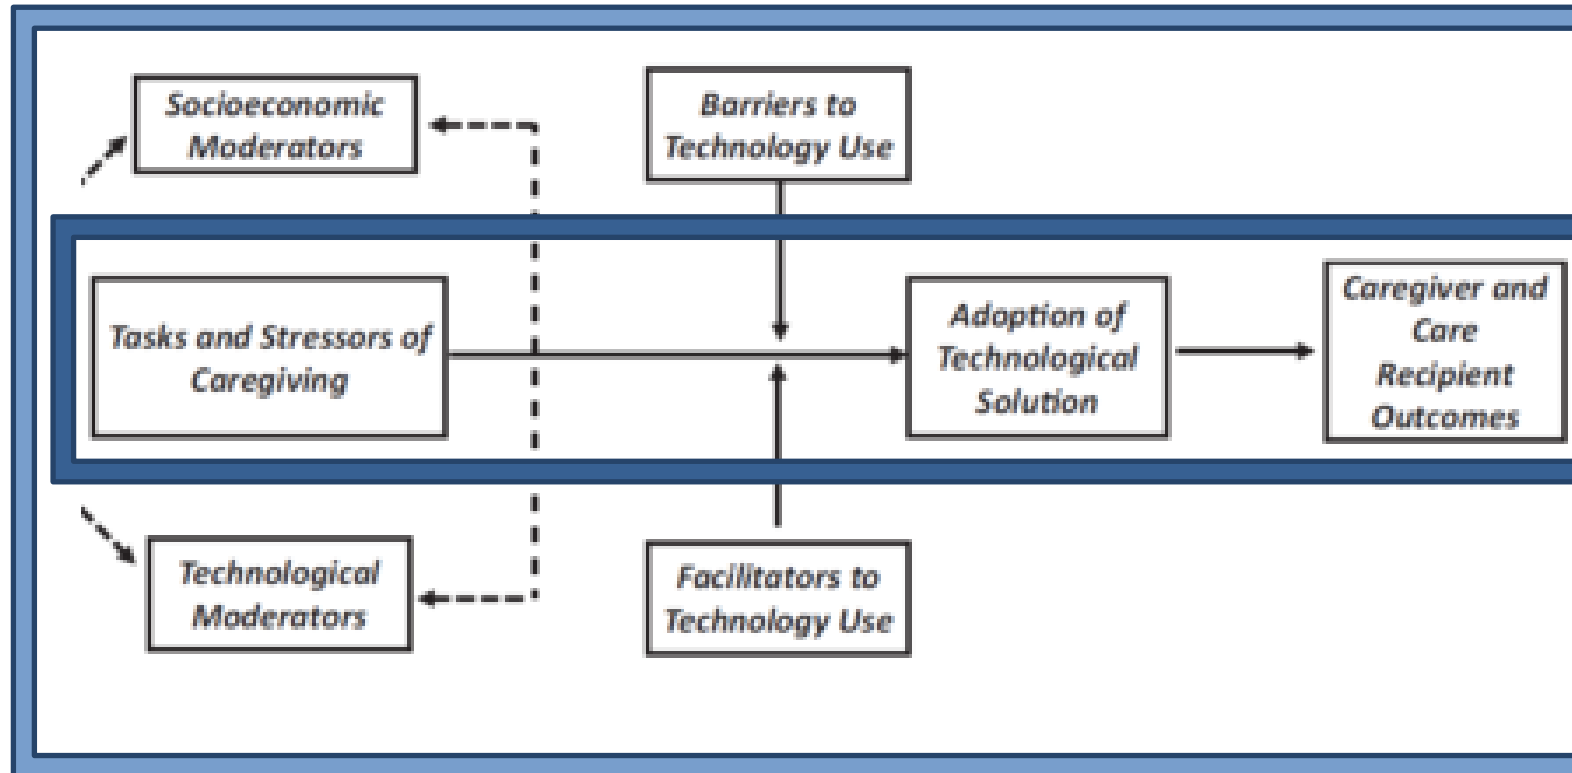 Socioeconomic
Moderators
Barriers to
Technology Use
Tasks and Stressors of
Caregiving
Adoption of
Technological
Solution
Caregiver and
Care
Recipient
Outcomes
Technological
Moderators
Facilitators to
Technology Use